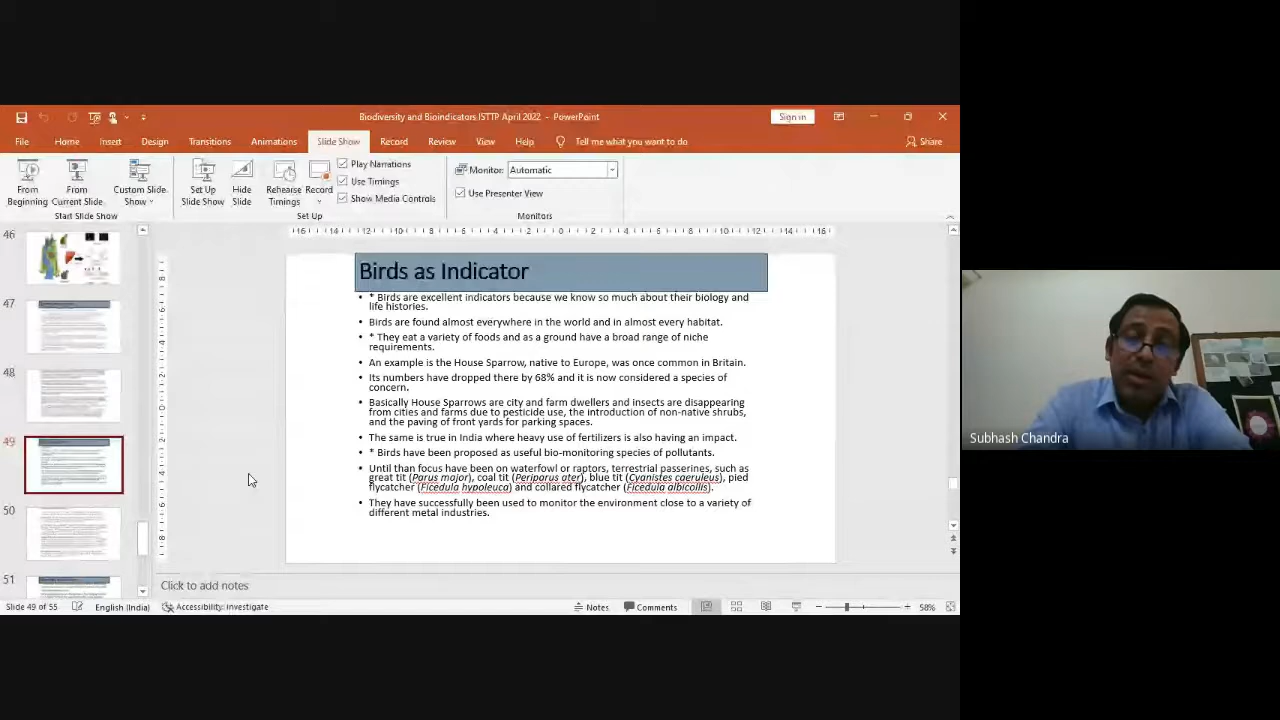 Biodiversity and Bioindicators ISTTP April 2022 - PowerPoint
Sign in
File Home Insert Design Transitions Animations Slide Show Record Review View Help Tell me what you want to do Share
From Beginning
From Current Slide
Custom Slide Show
Set Up Slide Show
Hide Slide
Rehearse Timings
Record
Play Narrations
Use Timings
Show Media Controls
Monitor: Automatic
Use Presenter View
Start Slide Show
Set Up
Monitors
46
47
48
49
50
51
Birds as Indicator
• * Birds are excellent indicators because we know so much about their biology and
life histories.
• Birds are found almost everywhere in the world and in almost every habitat.
• * They eat a variety of foods and as a ground have a broad range of niche
requirements.
• An example is the House Sparrow, native to Europe, was once common in Britain.
• Its numbers have dropped there by 68% and it is now considered a species of
concern.
• Basically House Sparrows are city and farm dwellers and insects are disappearing
from cities and farms due to pesticide use, the introduction of non-native shrubs,
and the paving of front yards for parking spaces.
• The same is true in India where heavy use of fertilizers is also having an impact.
• * Birds have been proposed as useful bio-monitoring species of pollutants.
• Until than focus have been on waterfowl or raptors, terrestrial passerines, such as
great tit (Parus major), coal tit (Periparus ater), blue tit (Cyanistes caeruleus), pied
flycatcher (Ficedula hypoleuca) and collared flycatcher (Ficedula albicollis).
• They have successfully been used to monitor the environment close to a variety of
different metal industries.
Click to add notes
Slide 49 of 55 English (India) Accessibility: Investigate Notes Comments 58%
Subhash Chandra